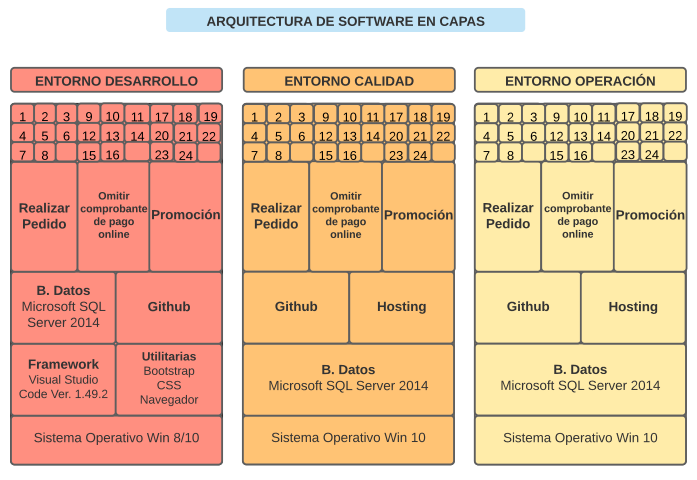 ARQUITECTURA DE SOFTWARE EN CAPAS
ENTORNO DESARROLLO
1 2 3 9 10 11 17 18 19
4 5 6 12 13 14 20 21 22
7 8 15 16 23 24
Realizar
Pedido
Omitir
comprobante
de pago
online
Promoción
B. Datos
Microsoft SQL
Server 2014
Github
Framework
Visual Studio
Code Ver. 1.49.2
Utilitarias
Bootstrap
CSS
Navegador
Sistema Operativo Win 8/10
ENTORNO CALIDAD
1 2 3 9 10 11 17 18 19
4 5 6 12 13 14 20 21 22
7 8 15 16 23 24
Realizar
Pedido
Omitir
comprobante
de pago
online
Promoción
Github
Hosting
B. Datos
Microsoft SQL Server 2014
Sistema Operativo Win 10
ENTORNO OPERACIÓN
1 2 3 9 10 11 17 18 19
4 5 6 12 13 14 20 21 22
7 8 15 16 23 24
Realizar
Pedido
Omitir
comprobante
de pago
online
Promoción
Github
Hosting
B. Datos
Microsoft SQL Server 2014
Sistema Operativo Win 10